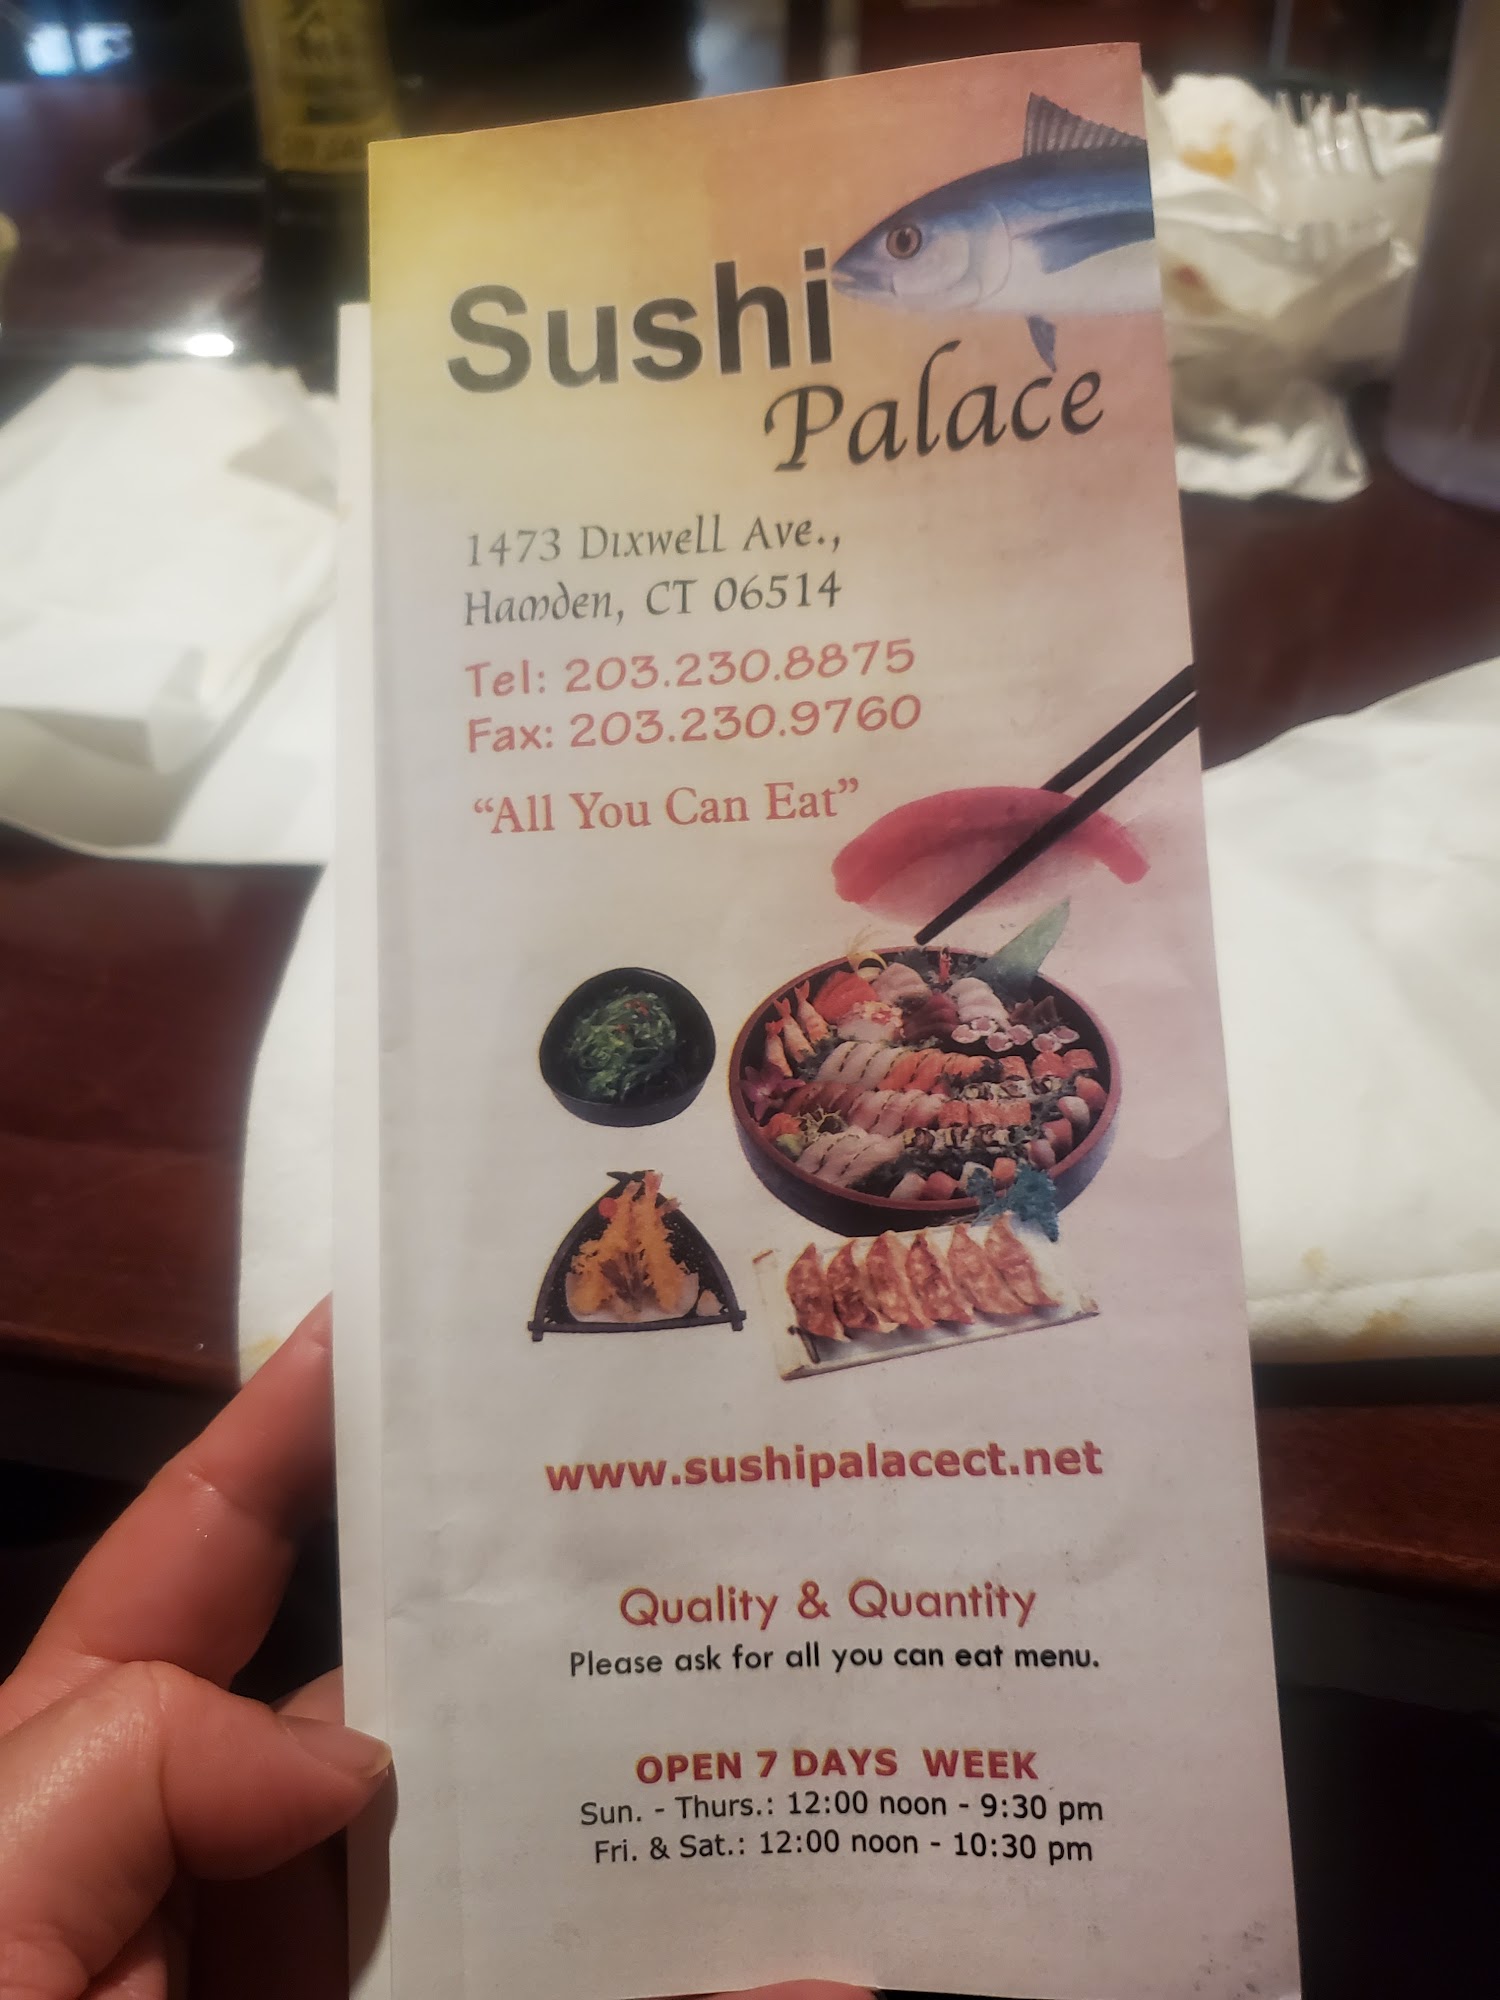 Sushi
Palace
1473 Dixwell Ave.,
Hamden, CT 06514
Tel: 203.230.8875
Fax: 203.230.9760
“All You Can Eat”
www.sushipalacect.net
Quality & Quantity
Please ask for all you can eat menu.
OPEN 7 DAYS WEEK
Sun. - Thurs.: 12:00 noon - 9:30 pm
Fri. & Sat.: 12:00 noon - 10:30 pm